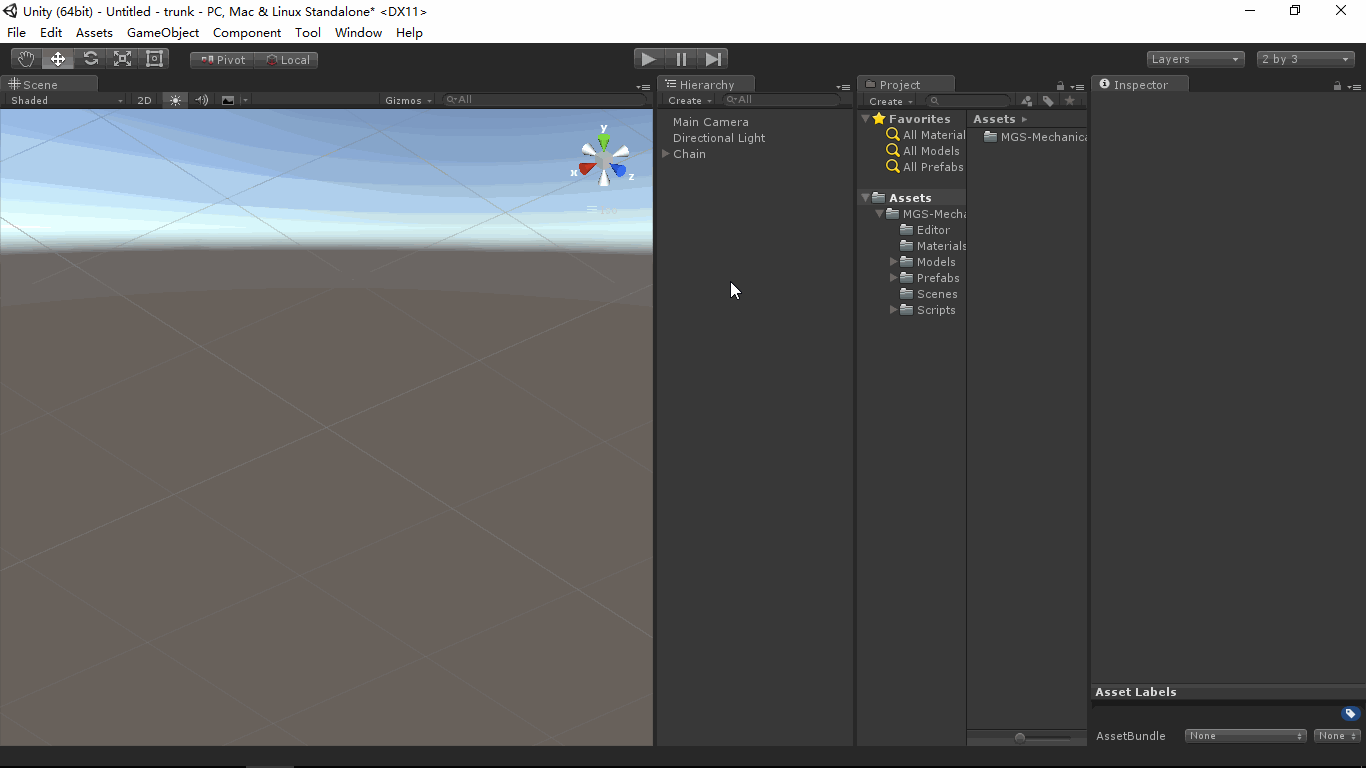 Unity (64bit) - Untitled - trunk - PC, Mac & Linux Standalone* <DX11>
File Edit Assets GameObject Component Tool Window Help
Pivot Local Layers 2 by 3
Scene
Shaded 2D Gizmos All
y
x
z
Hierarchy
Create All
Main Camera
Directional Light
Chain
Project
Create
Favorites
All Material
All Models
All Prefabs
Assets
MGS-Mecha
Editor
Materials
Models
Prefabs
Scenes
Scripts
Assets
MGS-Mechanica
Inspector
Asset Labels
AssetBundle None None